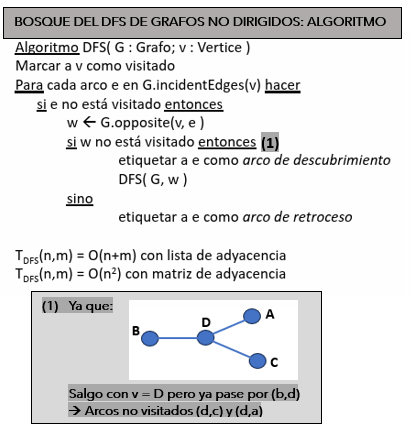 BOSQUE DEL DFS DE GRAFOS NO DIRIGIDOS: ALGORITMO
Algoritmo DFS( G : Grafo; v : Vertice )
Marcar a v como visitado
Para cada arco e en G.incidentEdges(v) hacer
si e no está visitado entonces
w ← G.opposite(v, e )
si w no está visitado entonces (1)
etiquetar a e como arco de descubrimiento
DFS( G, w )
sino
etiquetar a e como arco de retroceso
T_DFS(n,m) = O(n+m) con lista de adyacencia
T_DFS(n,m) = O(n²) con matriz de adyacencia
(1) Ya que:
A
B
D
C
Salgo con v = D pero ya pase por (b,d)
→ Arcos no visitados (d,c) y (d,a)